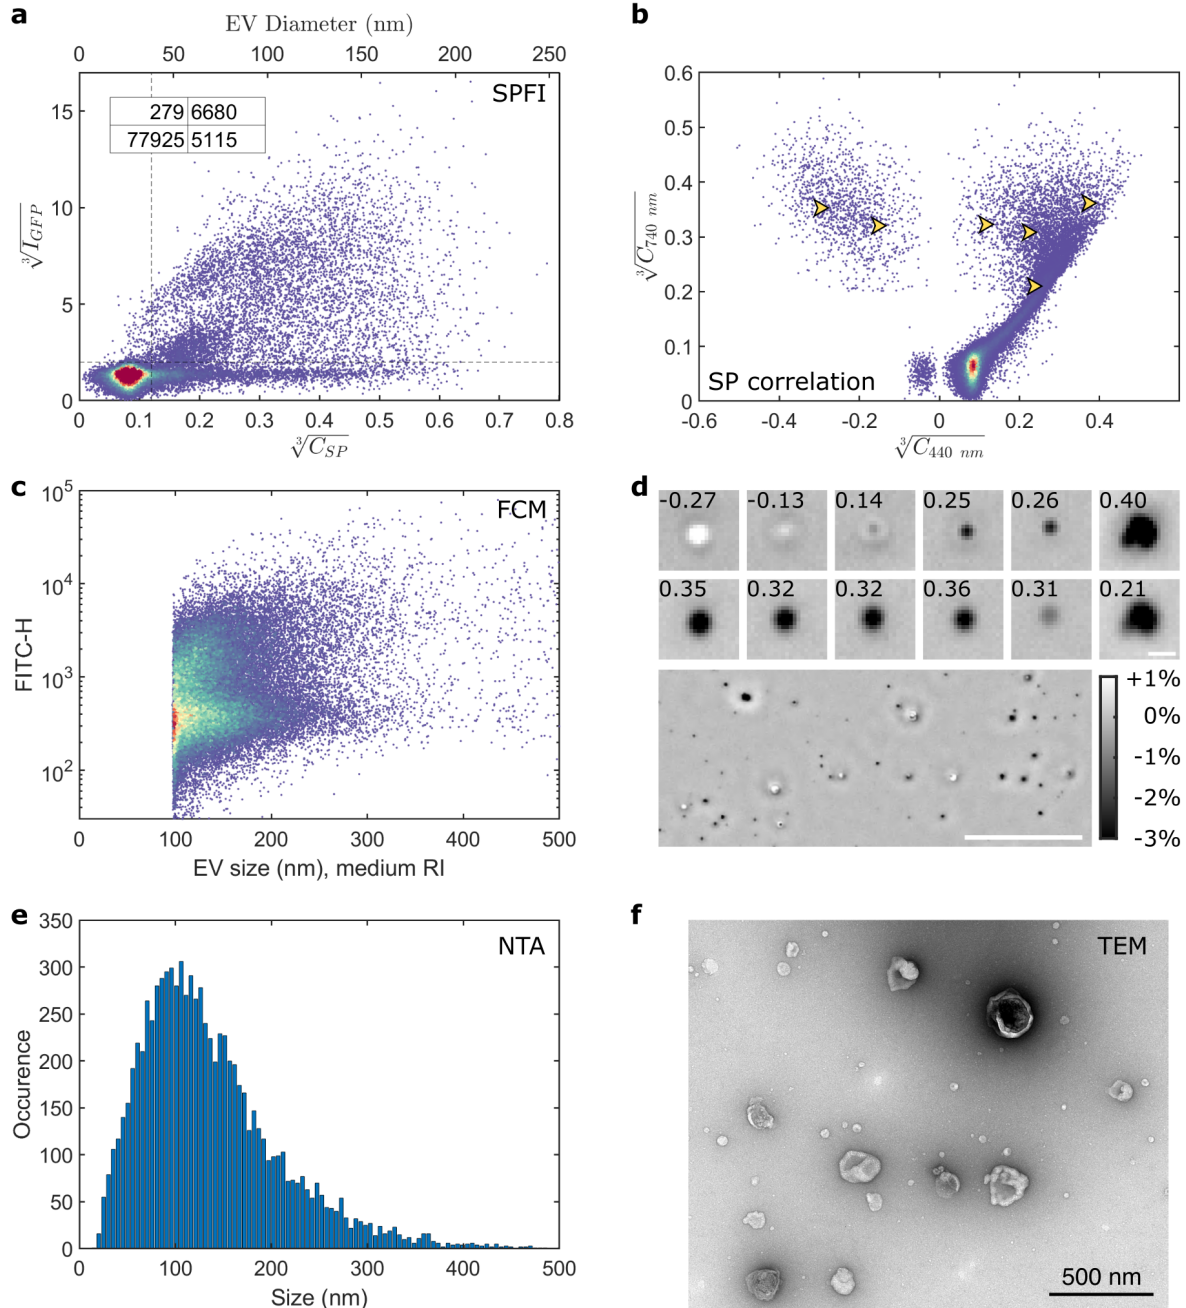 a
EV Diameter (nm)
0 50 100 150 200 250
SPFI
279 6680
77925 5115
15
10
5
0
∛I_GFP
0 0.1 0.2 0.3 0.4 0.5 0.6 0.7 0.8
∛C_SP
b
0.6
0.5
0.4
0.3
0.2
0.1
0
∛C_740 nm
SP correlation
-0.6 -0.4 -0.2 0 0.2 0.4
∛C_440 nm
c
FCM
10^5
10^4
10^3
10^2
FITC-H
0 100 200 300 400 500
EV size (nm), medium RI
d
-0.27 -0.13 0.14 0.25 0.26 0.40
0.35 0.32 0.32 0.36 0.31 0.21
+1%
0%
-1%
-2%
-3%
e
NTA
350
300
250
200
150
100
50
0
Occurence
0 100 200 300 400 500
Size (nm)
f
TEM
500 nm